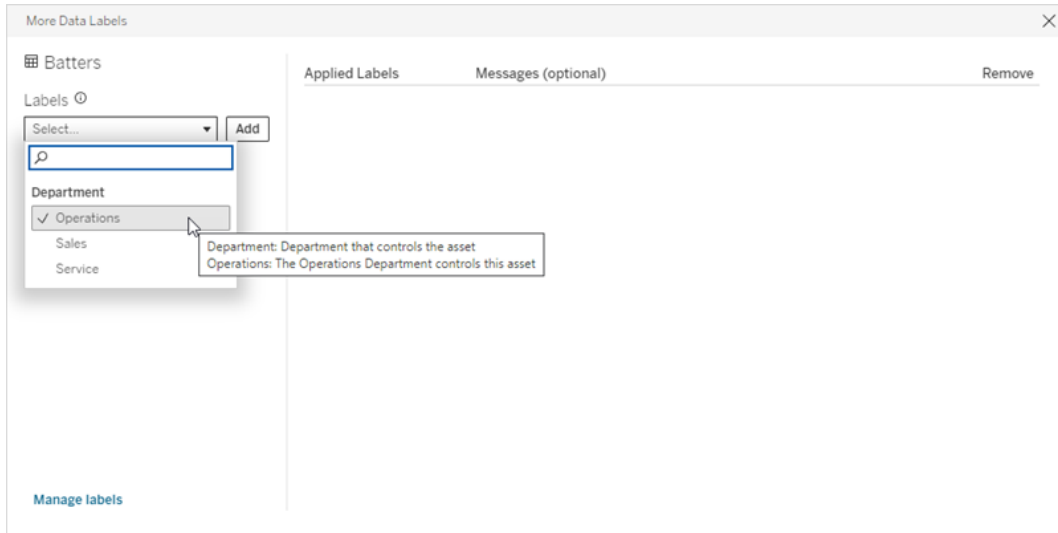 More Data Labels
Batters
Labels
Select...
Add
Department
Operations
Sales
Service
Department: Department that controls the asset
Operations: The Operations Department controls this asset
Manage labels
Applied Labels Messages (optional) Remove